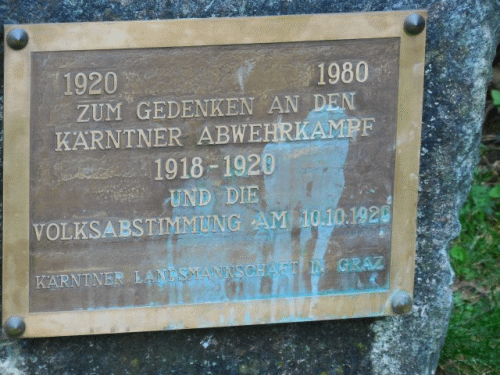 1920 1980
ZUM GEDENKEN AN DEN
KÄRNTNER ABWEHRKAMPF
1918-1920
UND DIE
VOLKSABSTIMMUNG AM 10.10.1920
KÄRNTNER LANDSMANNSCHAFT IN GRAZ